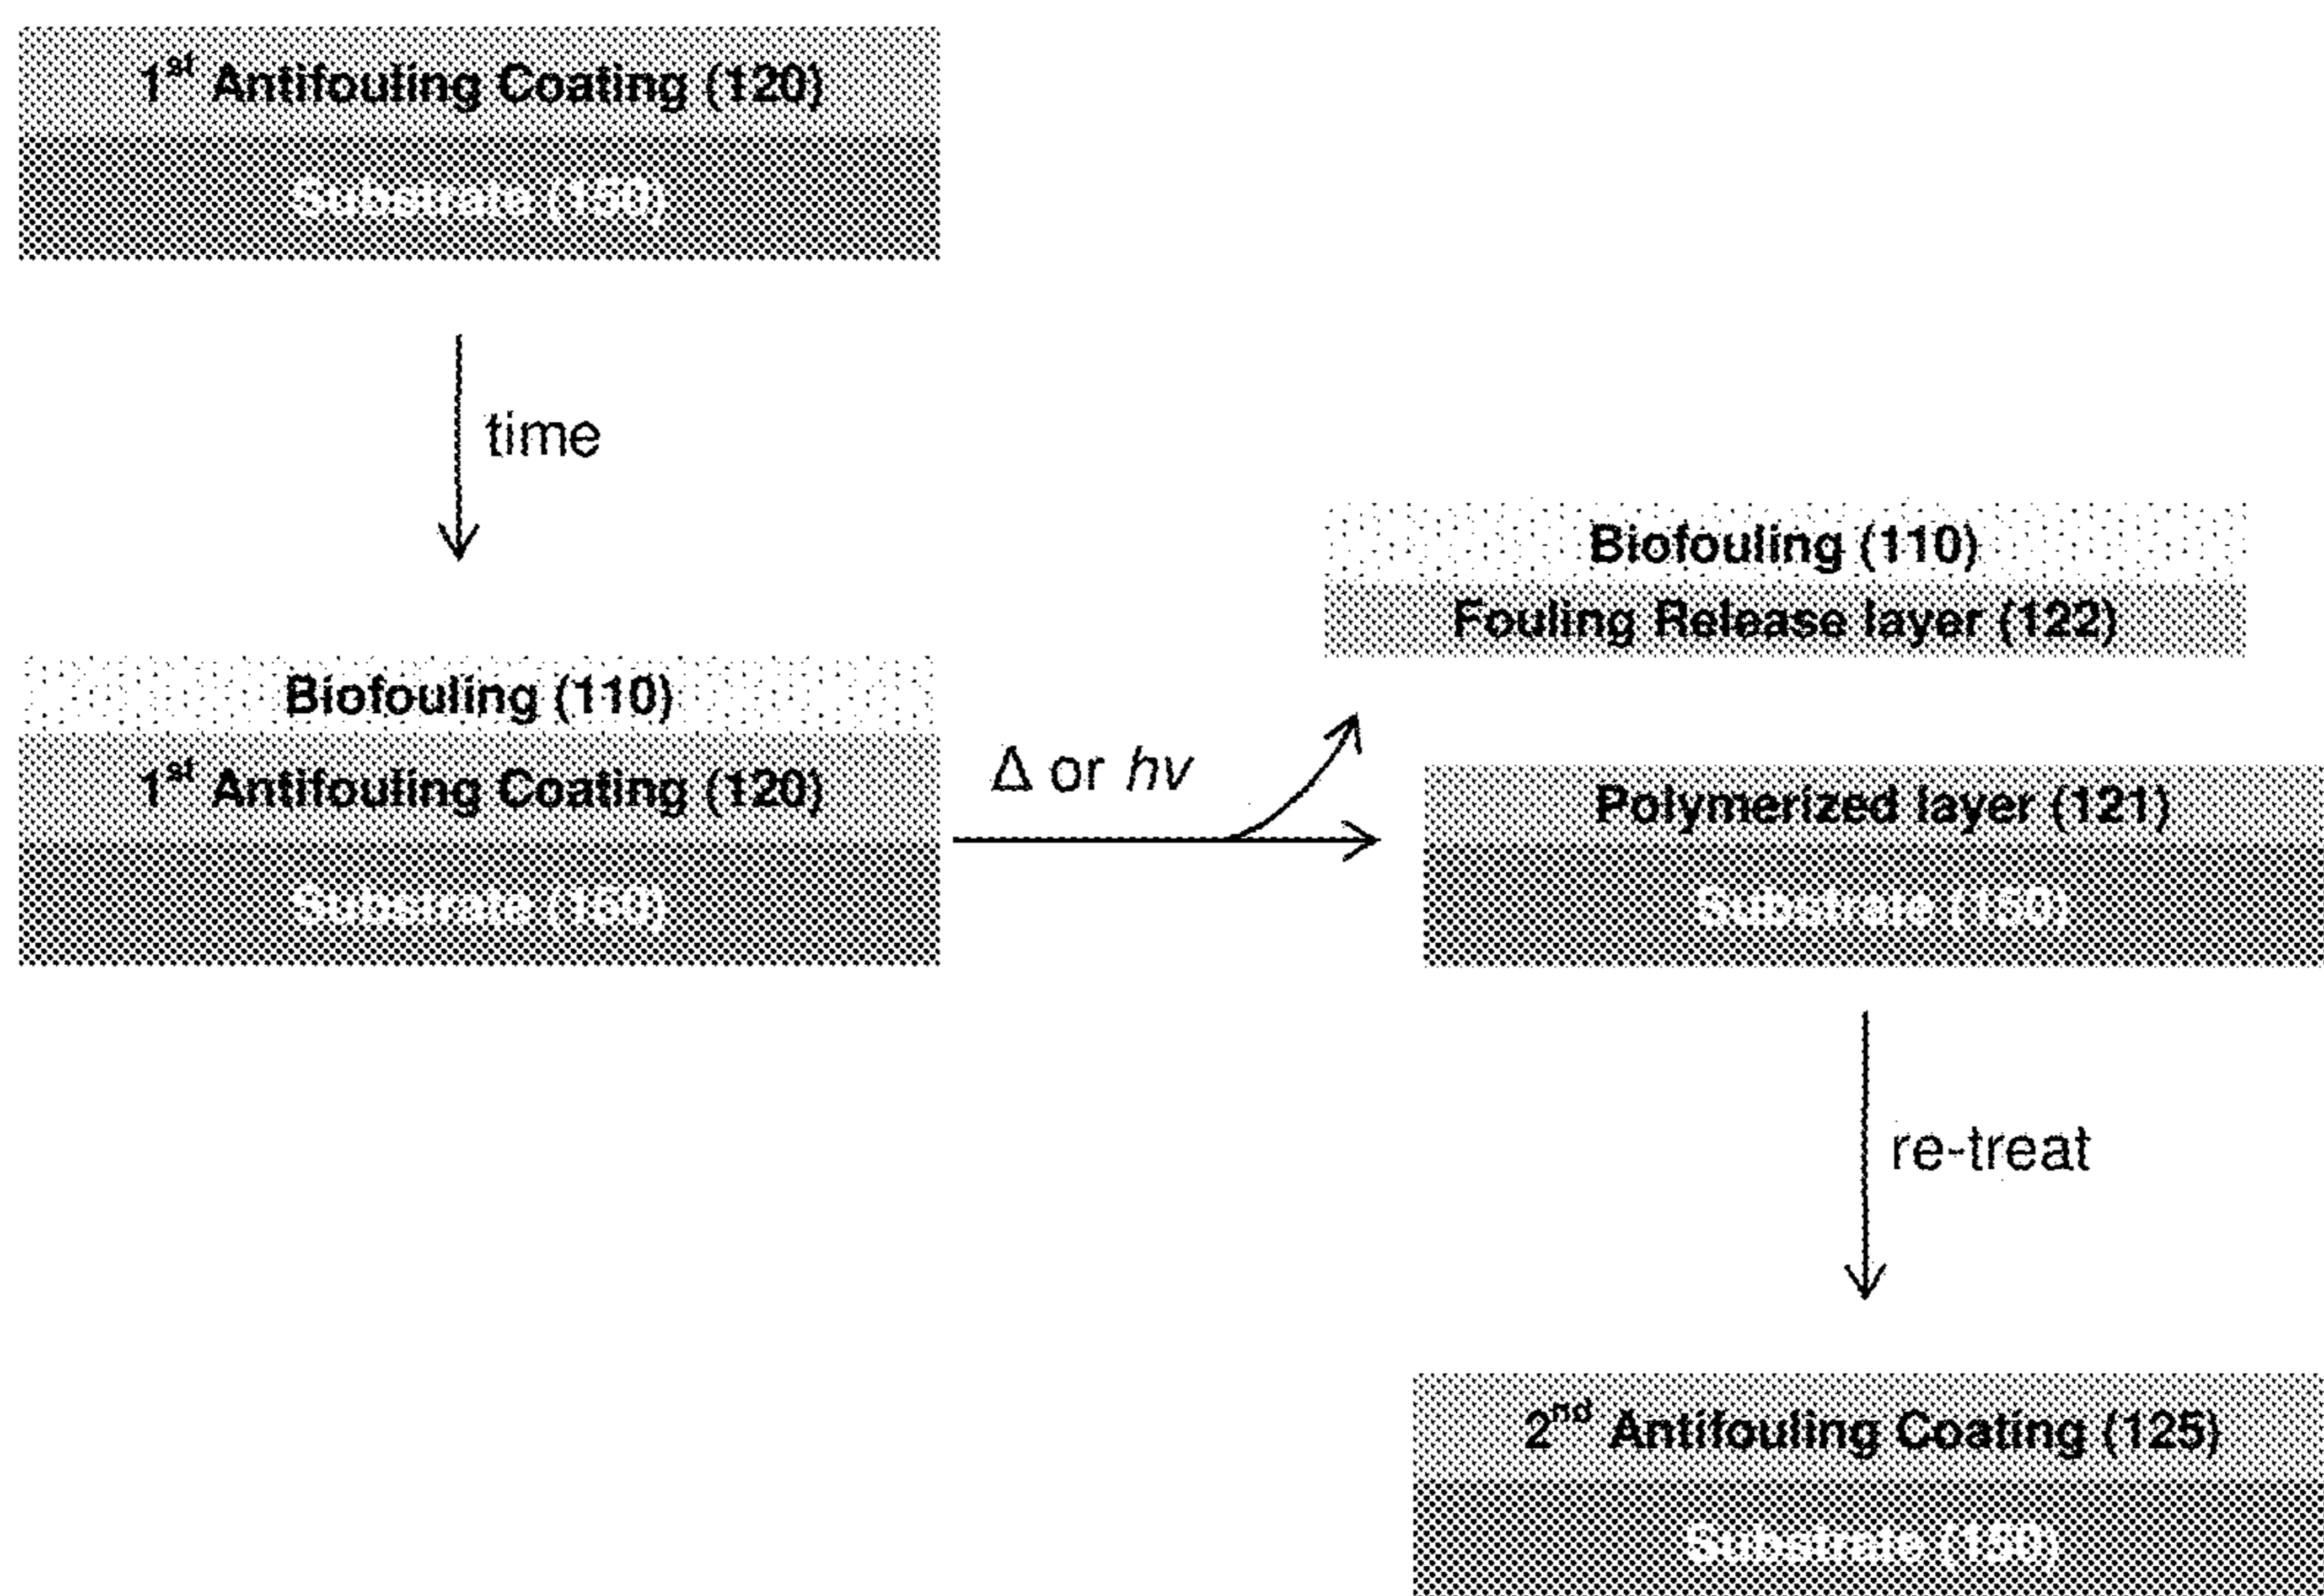 1st Antifouling Coating (120)
Substrate (150)
time
Biofouling (110)
1st Antifouling Coating (120)
Substrate (150)
Δ or hν
Biofouling (110)
Fouling Release layer (122)
Polymerized layer (121)
Substrate (150)
re-treat
2nd Antifouling Coating (125)
Substrate (150)